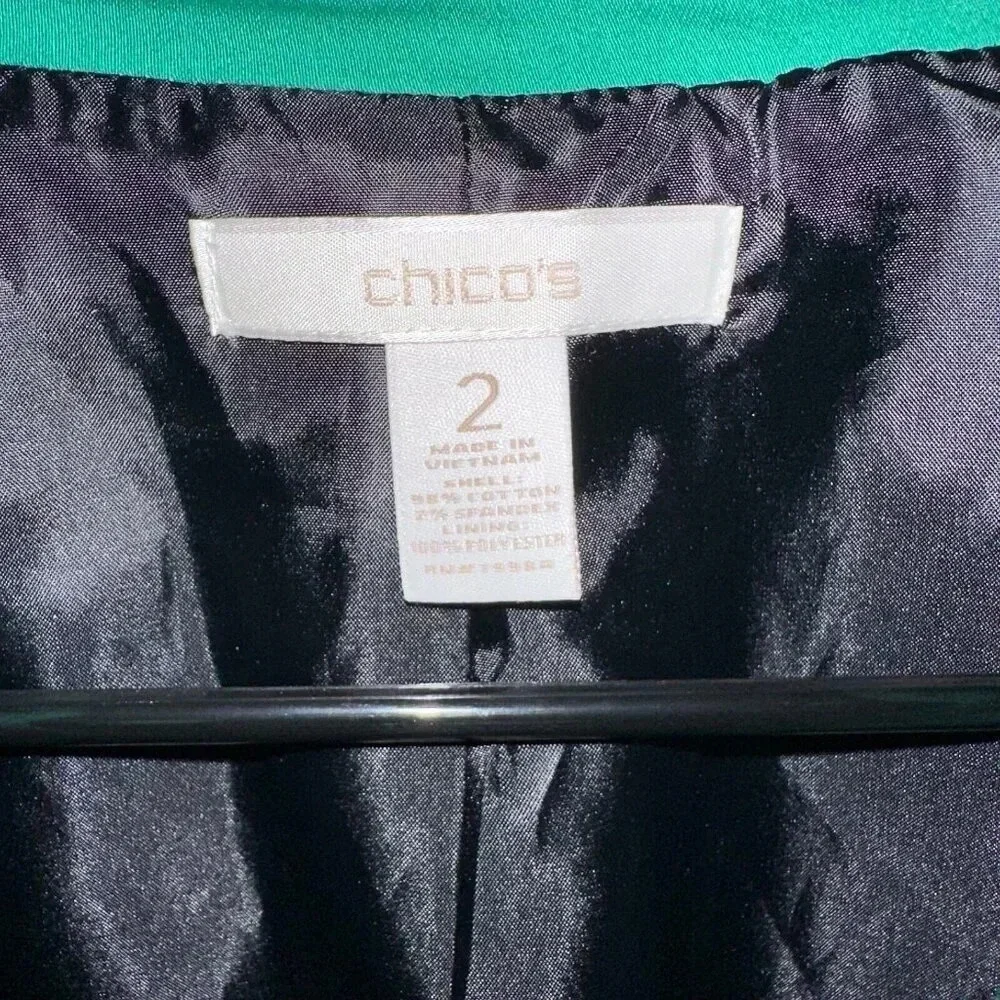 chico's
2
MADE IN
VIETNAM
SHELL:
98% COTTON
2% SPANDEX
LINING:
100% POLYESTER